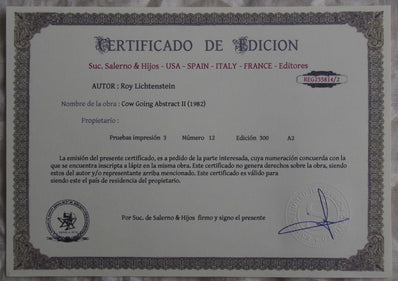 CERTIFICADO DE EDICION
Suc, Salerno & Hijos - USA - SPAIN - ITALY - FRANCE - Editores
REG255814/2
AUTOR : Roy Lichtenstein
Nombre de la obra : Cow Going Abstract II (1982)
Propietario :
Pruebas impresión 3 Número 12 Edición 300 A2
La emisión del presente certificado, es a pedido de la parte interesada, cuya numeración concuerda con la
que se encuentra inscripta a lápiz en la misma obra. Este certificado no genera derechos sobre la obra, siendo
estos del autor y/o representante arriba mencionado. Este certificado es válido para
siendo este el país de residencia del propietario.
Por Suc. de Salerno & Hijos firmo y signo el presente